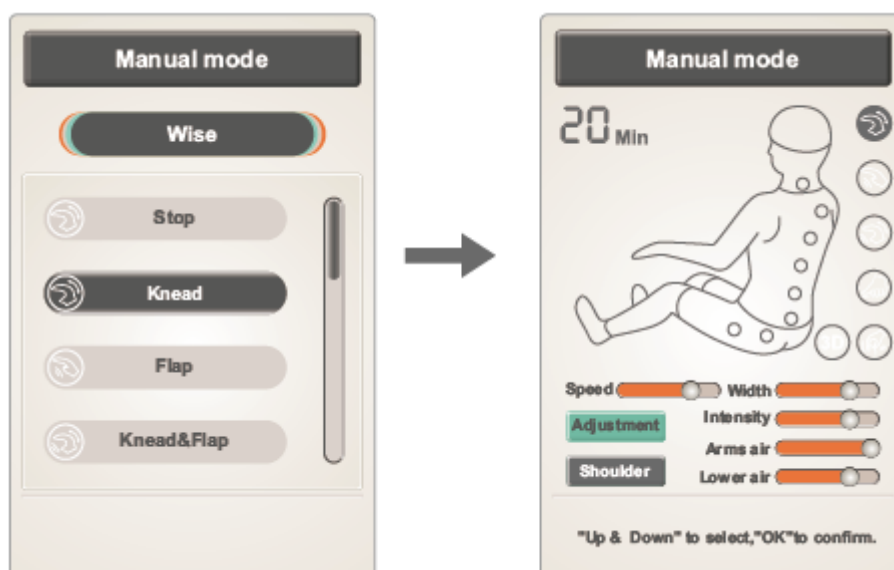 Manual mode
Wise
Stop
Knead
Flap
Knead&Flap
Manual mode
20 Min
Speed
Width
Adjustment
Intensity
Arms air
Shoulder
Lower air
"Up & Down" to select,"OK"to confirm.